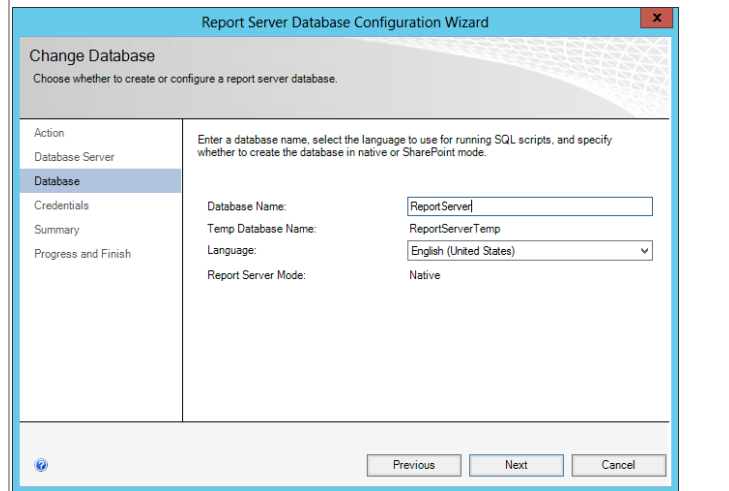 Report Server Database Configuration Wizard
x
Change Database
Choose whether to create or configure a report server database.
Action
Database Server
Database
Credentials
Summary
Progress and Finish
Enter a database name, select the language to use for running SQL scripts, and specify
whether to create the database in native or SharePoint mode.
Database Name: ReportServer
Temp Database Name: ReportServerTemp
Language: English (United States)
Report Server Mode: Native
?
Previous Next Cancel